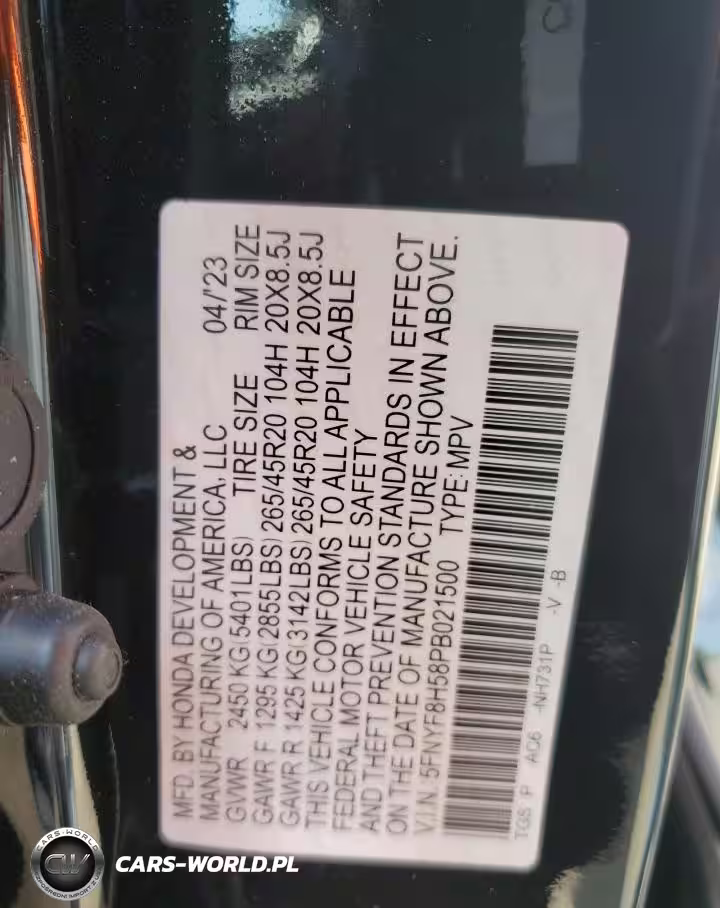 MFD. BY HONDA DEVELOPMENT &
MANUFACTURING OF AMERICA, LLC 04/'23
GVWR 2450 KG(5401LBS) TIRE SIZE RIM SIZE
GAWR F 1295 KG(2855LBS) 265/45R20 104H 20X8.5J
GAWR R 1425 KG(3142LBS) 265/45R20 104H 20X8.5J
THIS VEHICLE CONFORMS TO ALL APPLICABLE
FEDERAL MOTOR VEHICLE SAFETY
AND THEFT PREVENTION STANDARDS IN EFFECT
ON THE DATE OF MANUFACTURE SHOWN ABOVE.
V.I.N. 5FNYF8H58PB021500 TYPE: MPV
TGS P AC6 -NH731P -V -B
CARS-WORLD
CW
CARS-WORLD.PL